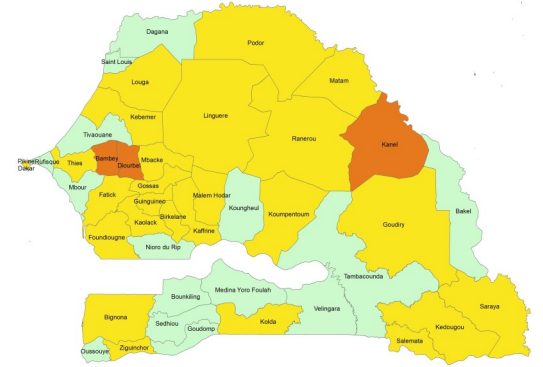 Dagana
Podor
Saint Louis
Louga
Matam
Kebemer
Linguere
Tivaouane
Ranerou
Kanel
Rufisque
Dakar
Thies
Bambey
Diourbel
Mbacke
Mbour
Gossas
Fatick
Guinguineo
Malem Hodar
Koungheul
Koumpentoum
Bakel
Kaolack
Birkelane
Goudiry
Foundiougne
Kaffrine
Nioro du Rip
Tambacounda
Medina Yoro Foulah
Bounkiling
Velingara
Saraya
Bignona
Sedhiou
Goudomp
Kolda
Kedougou
Salemata
Oussouye
Ziguinchor